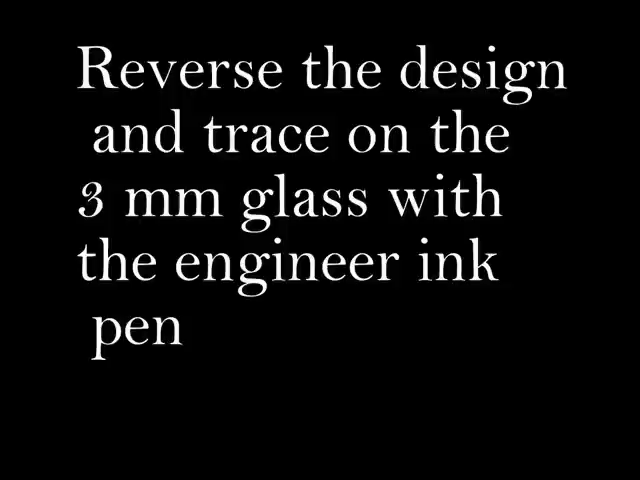 Reverse the design
and trace on the
3 mm glass with
the engineer ink
pen